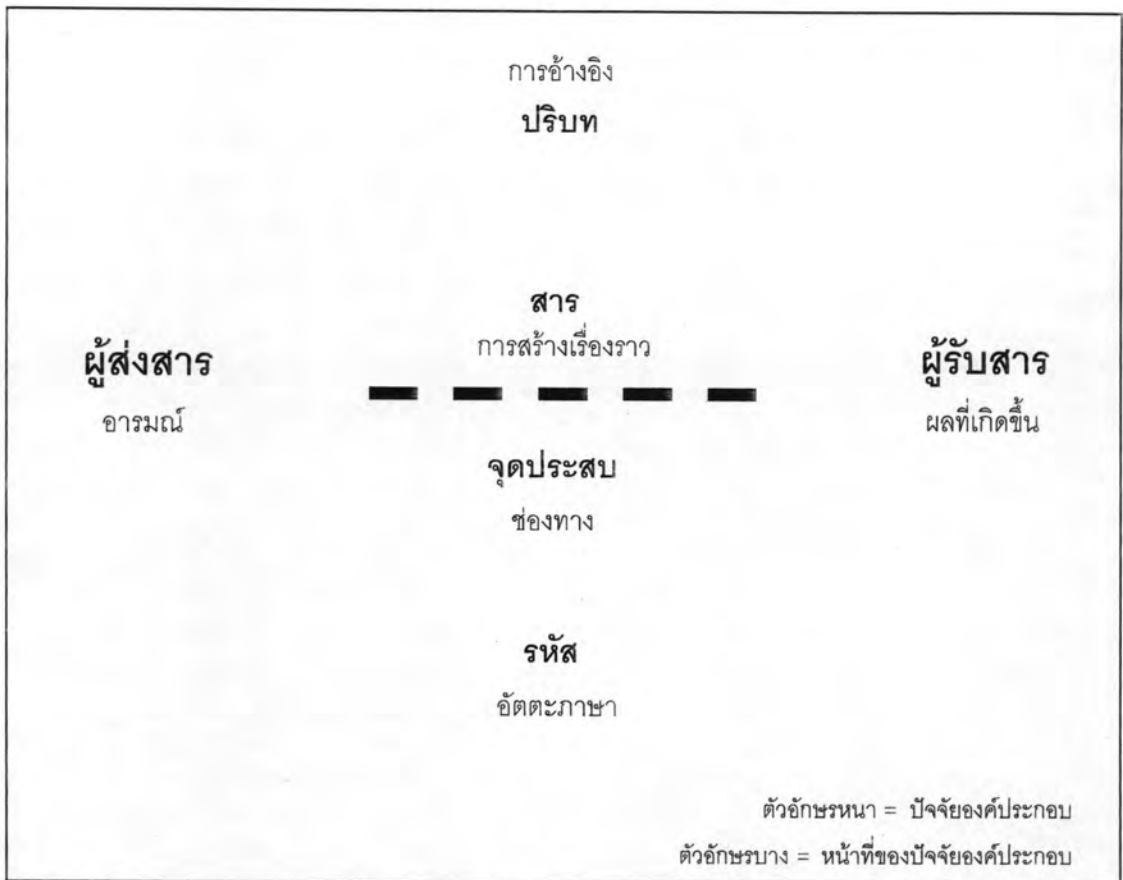 การอ้างอิง
ปริบท
สาร
การสร้างเรื่องราว
ผู้ส่งสาร
อารมณ์
ผู้รับสาร
ผลที่เกิดขึ้น
จุดประสบ
ช่องทาง
รหัส
อัตตะภาษา
ตัวอักษรหนา = ปัจจัยองค์ประกอบ
ตัวอักษรบาง = หน้าที่ของปัจจัยองค์ประกอบ